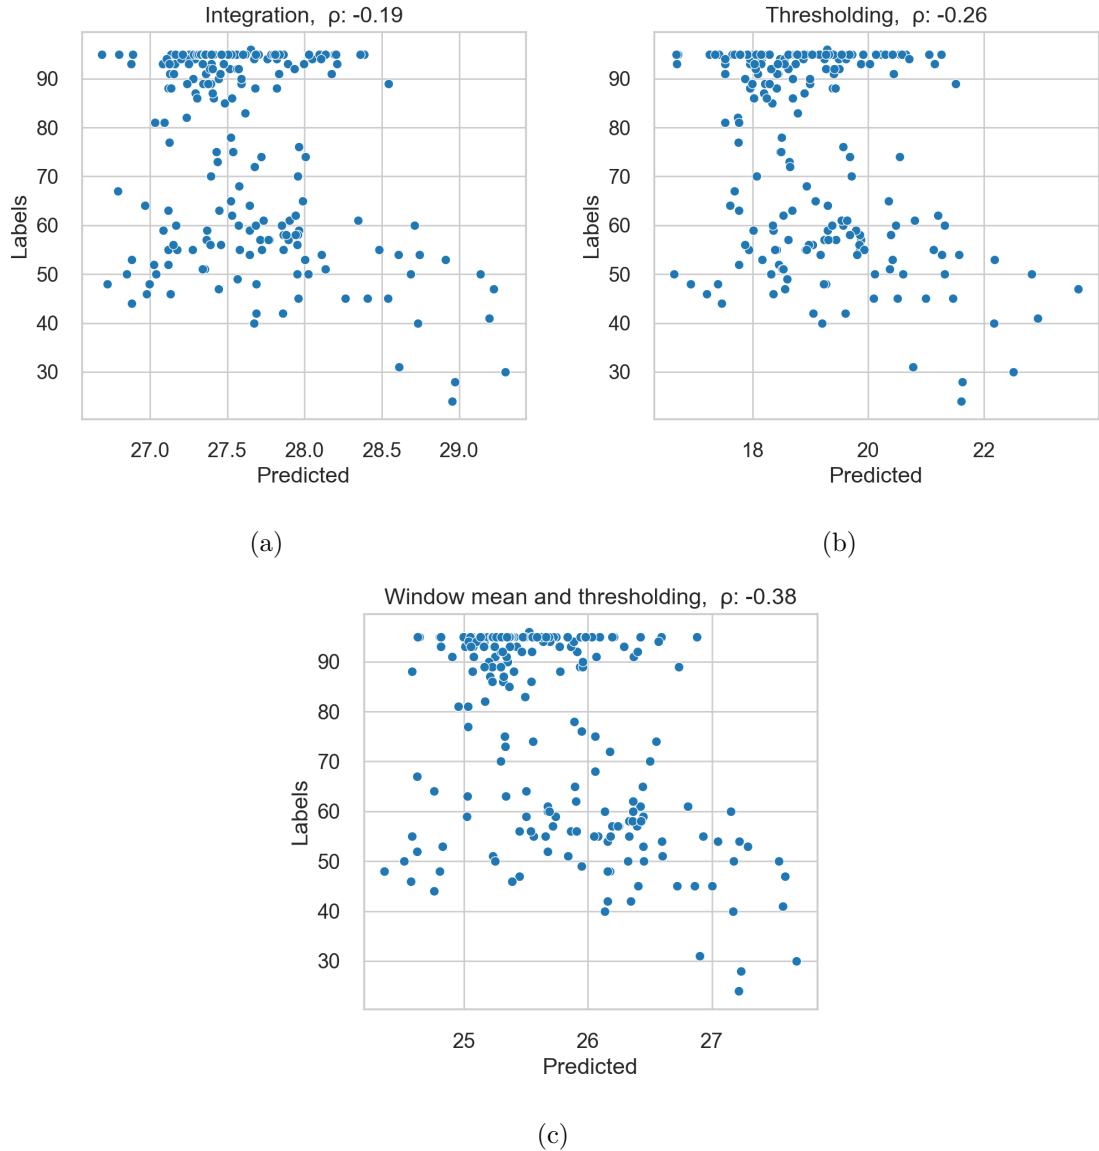 Integration,  ρ: -0.19
Labels
90
80
70
60
50
40
30
27.0 27.5 28.0 28.5 29.0
Predicted
(a)
Thresholding,  ρ: -0.26
Labels
90
80
70
60
50
40
30
18 20 22
Predicted
(b)
Window mean and thresholding,  ρ: -0.38
Labels
90
80
70
60
50
40
30
25 26 27
Predicted
(c)